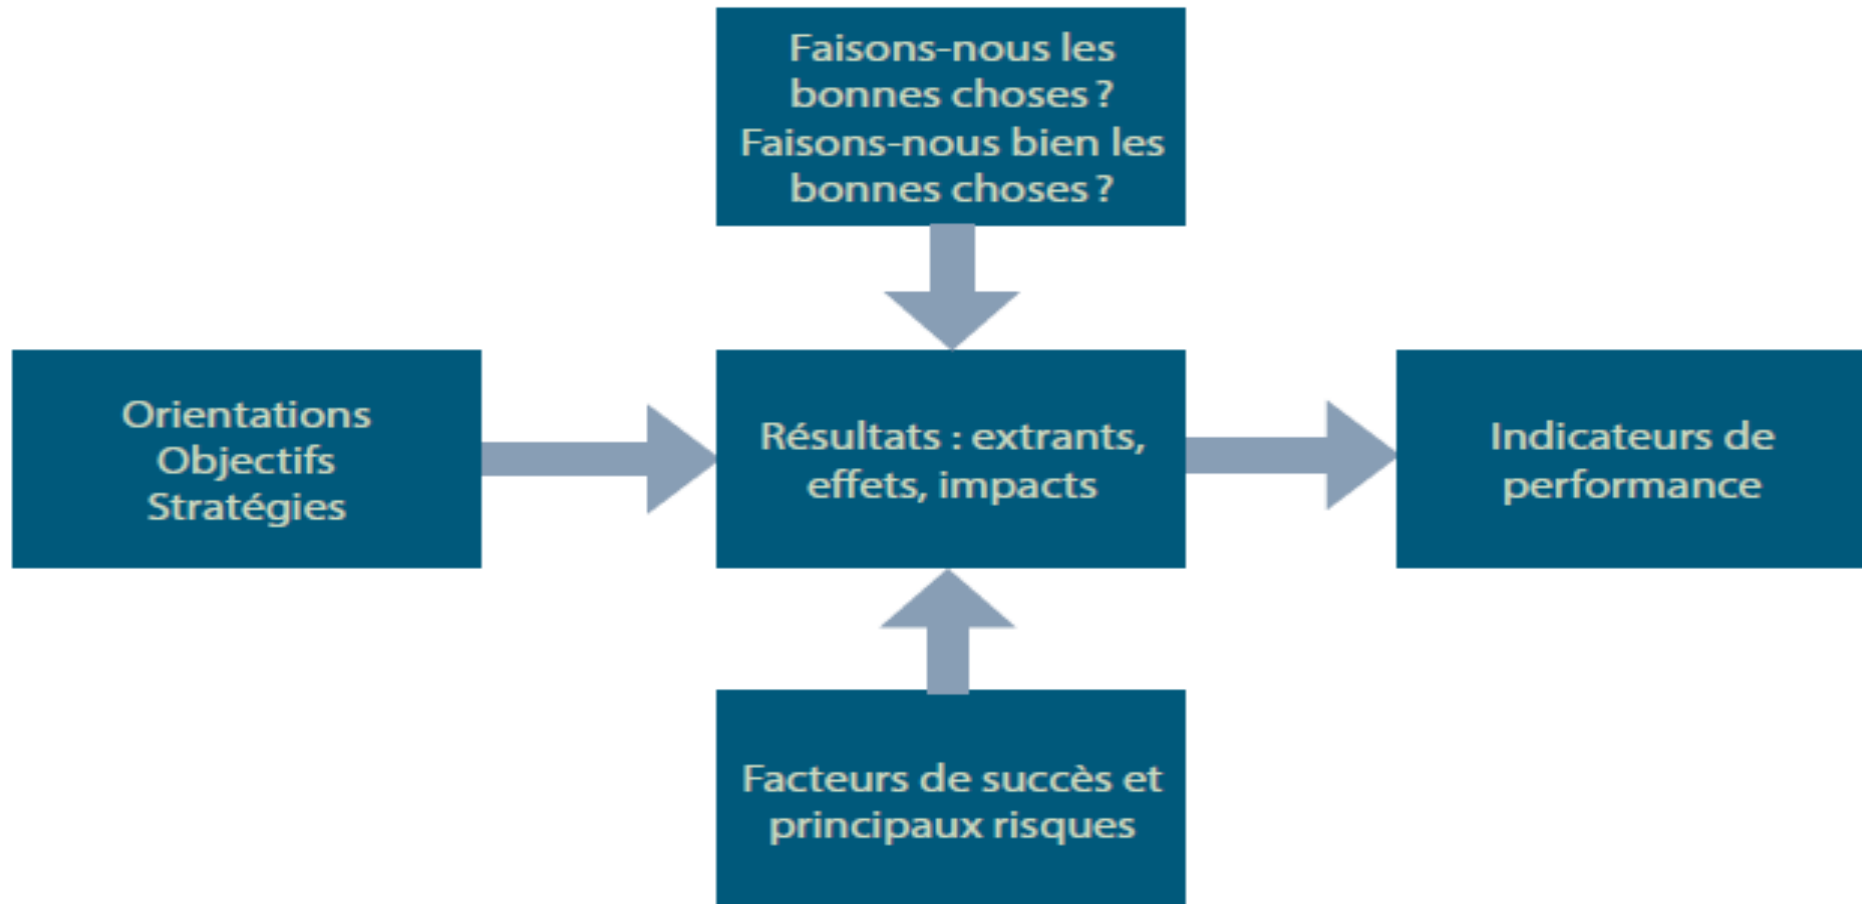 Faisons-nous les
bonnes choses ?
Faisons-nous bien les
bonnes choses ?
Orientations
Objectifs
Stratégies
Résultats : extrants,
effets, impacts
Indicateurs de
performance
Facteurs de succès et
principaux risques